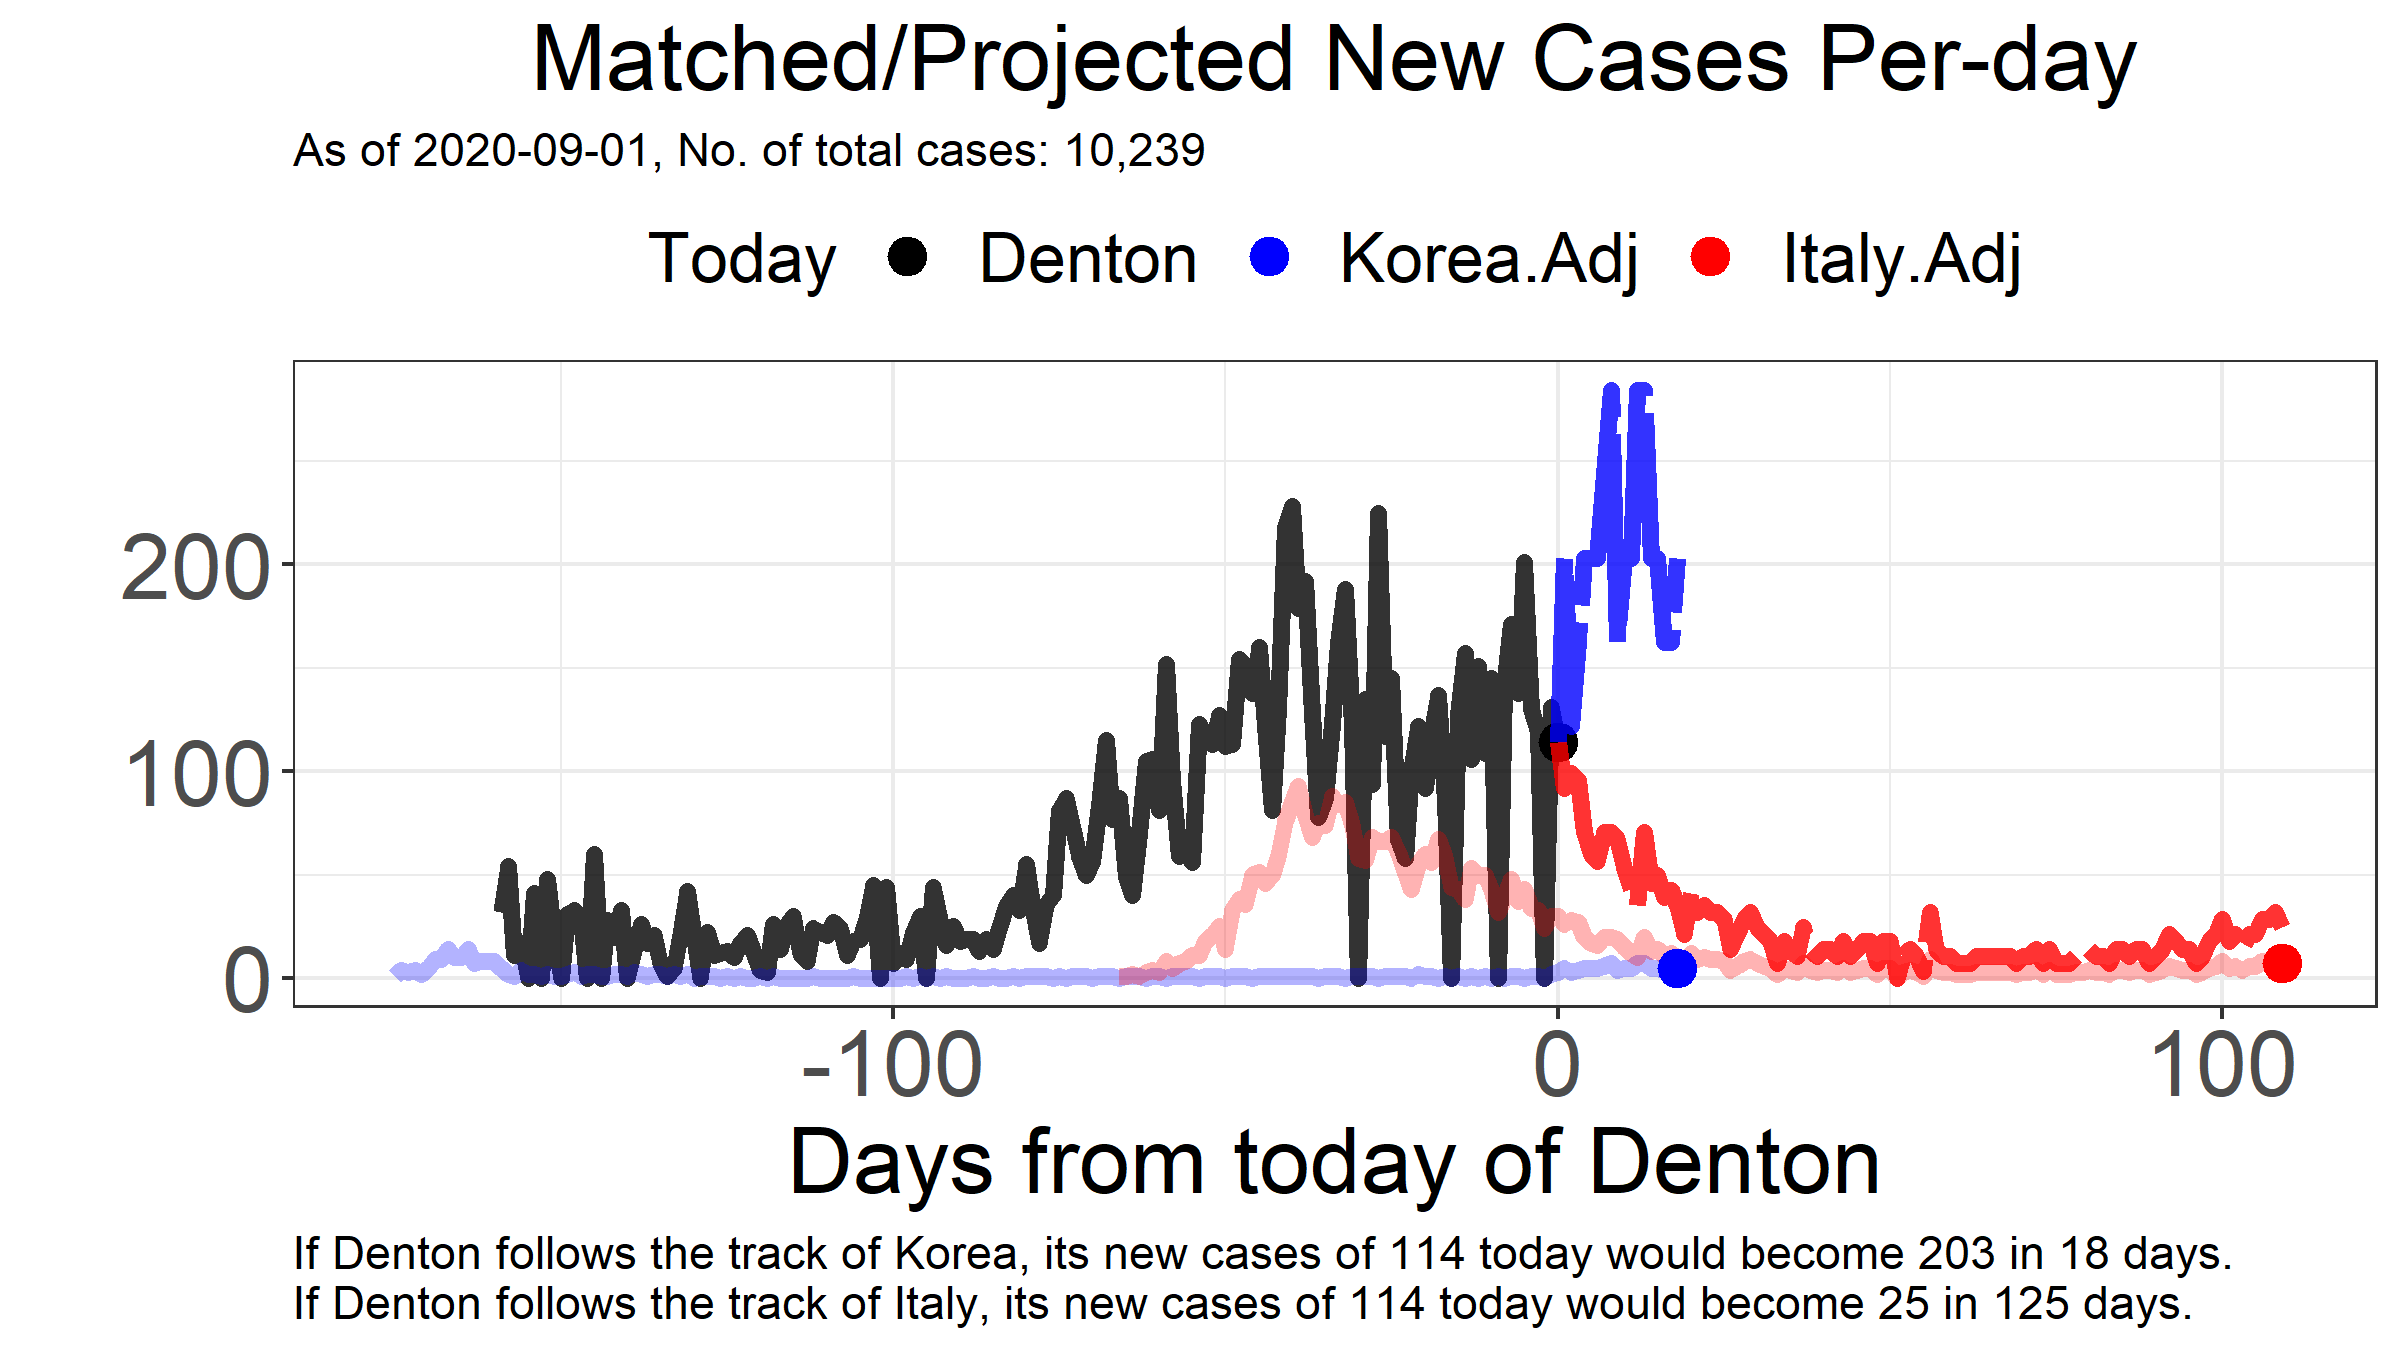 Matched/Projected New Cases Per-day
As of 2020-09-01, No. of total cases: 10,239
Today Denton Korea.Adj Italy.Adj
200
100
0
-100 0 100
Days from today of Denton
If Denton follows the track of Korea, its new cases of 114 today would become 203 in 18 days.
If Denton follows the track of Italy, its new cases of 114 today would become 25 in 125 days.